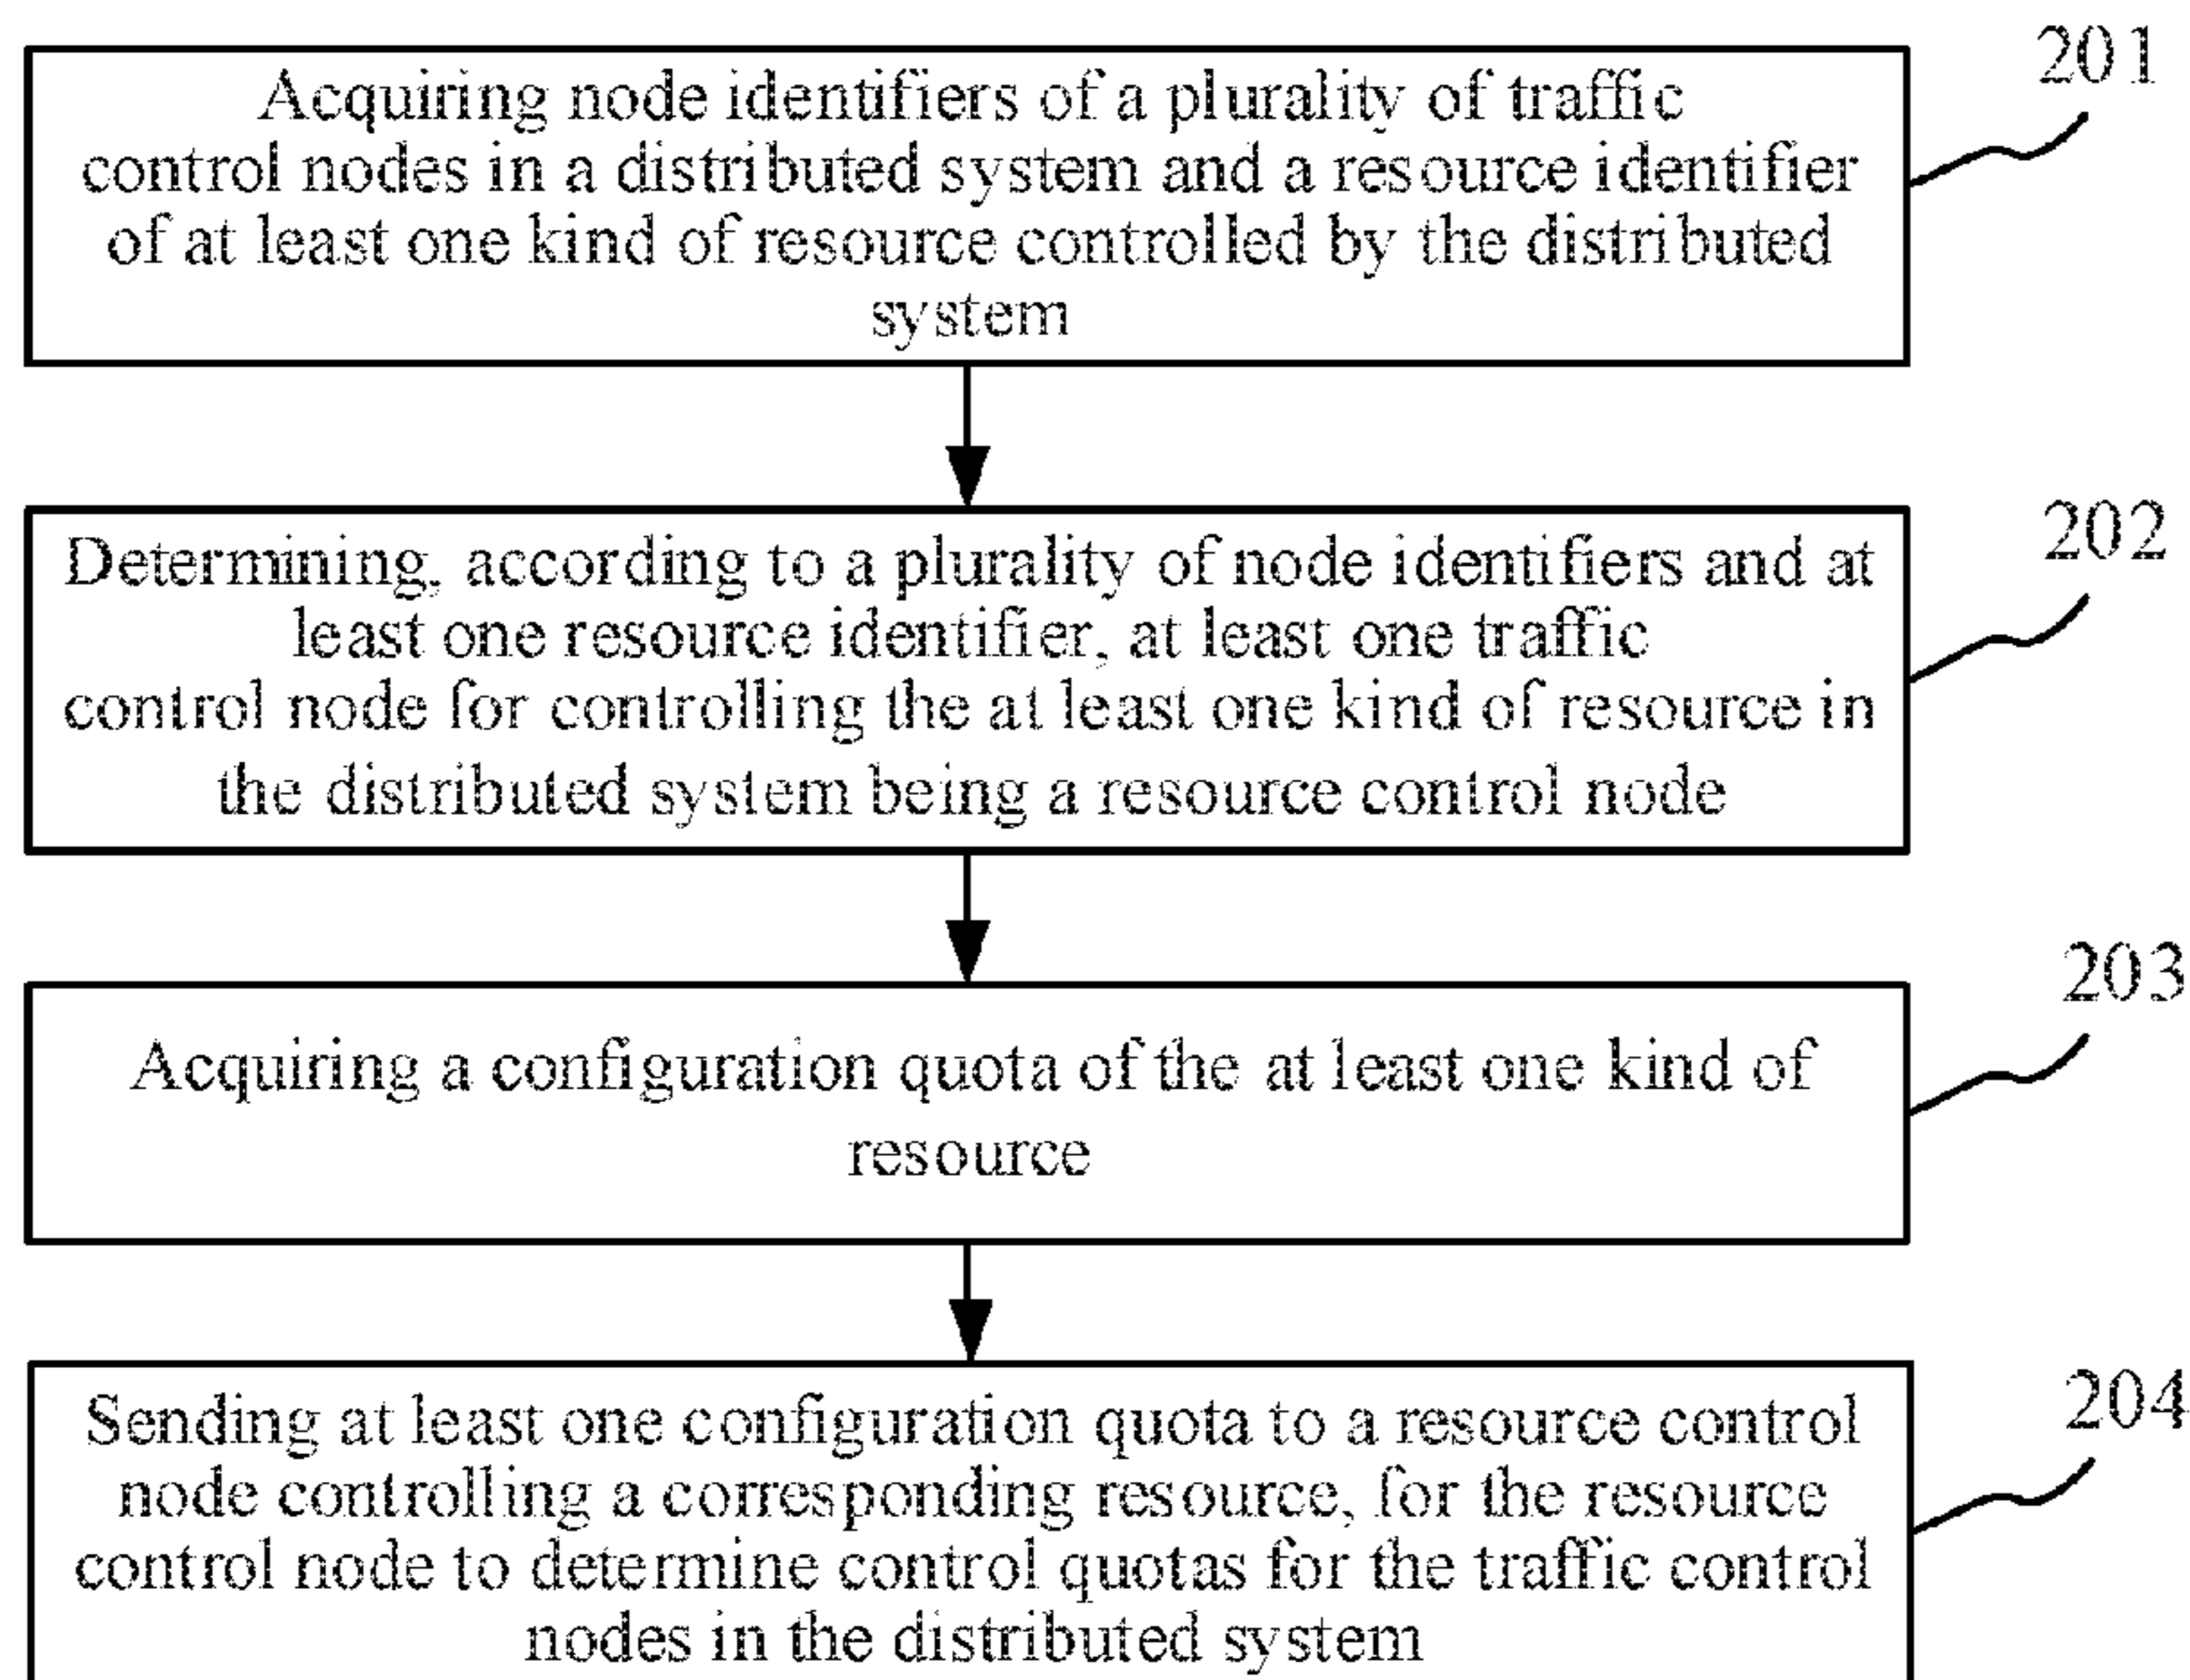 201
Acquiring node identifiers of a plurality of traffic
control nodes in a distributed system and a resource identifier
of at least one kind of resource controlled by the distributed
system
202
Determining, according to a plurality of node identifiers and at
least one resource identifier, at least one traffic
control node for controlling the at least one kind of resource in
the distributed system being a resource control node
203
Acquiring a configuration quota of the at least one kind of
resource
204
Sending at least one configuration quota to a resource control
node controlling a corresponding resource, for the resource
control node to determine control quotas for the traffic control
nodes in the distributed system